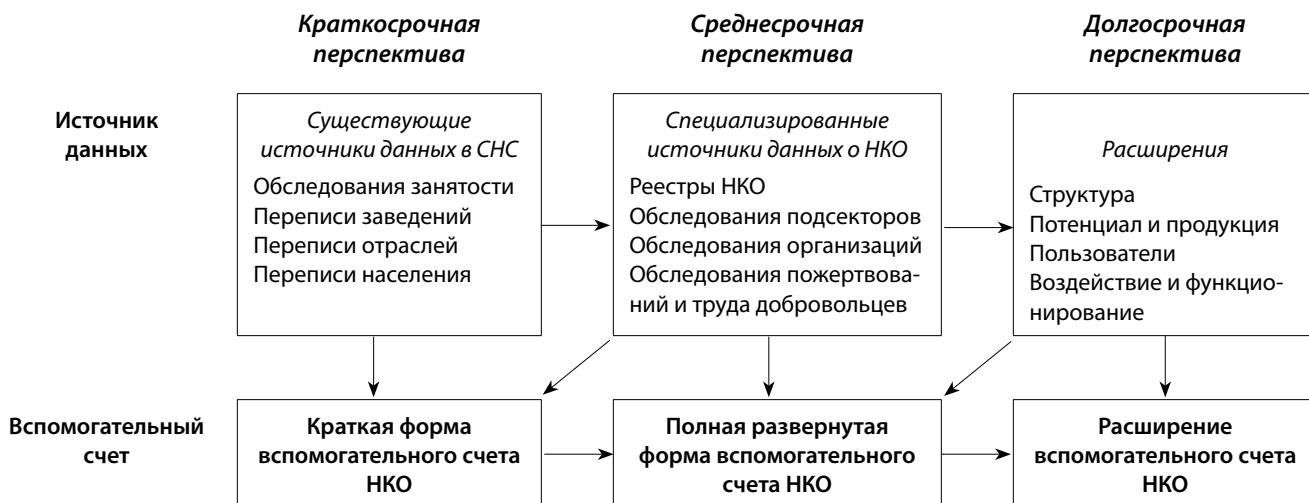 Краткосрочная
перспектива
Среднесрочная
перспектива
Долгосрочная
перспектива
Источник
данных
Существующие
источники данных в СНС
Обследования занятости
Переписи заведений
Переписи отраслей
Переписи населения
Специализированные
источники данных о НКО
Реестры НКО
Обследования подсекторов
Обследования организаций
Обследования пожертвова-
ний и труда добровольцев
Расширения
Структура
Потенциал и продукция
Пользователи
Воздействие и функцио-
нирование
Вспомогательный
счет
Краткая форма
вспомогательного счета
НКО
Полная развернутая
форма вспомогательного
счета НКО
Расширение
вспомогательного счета
НКО